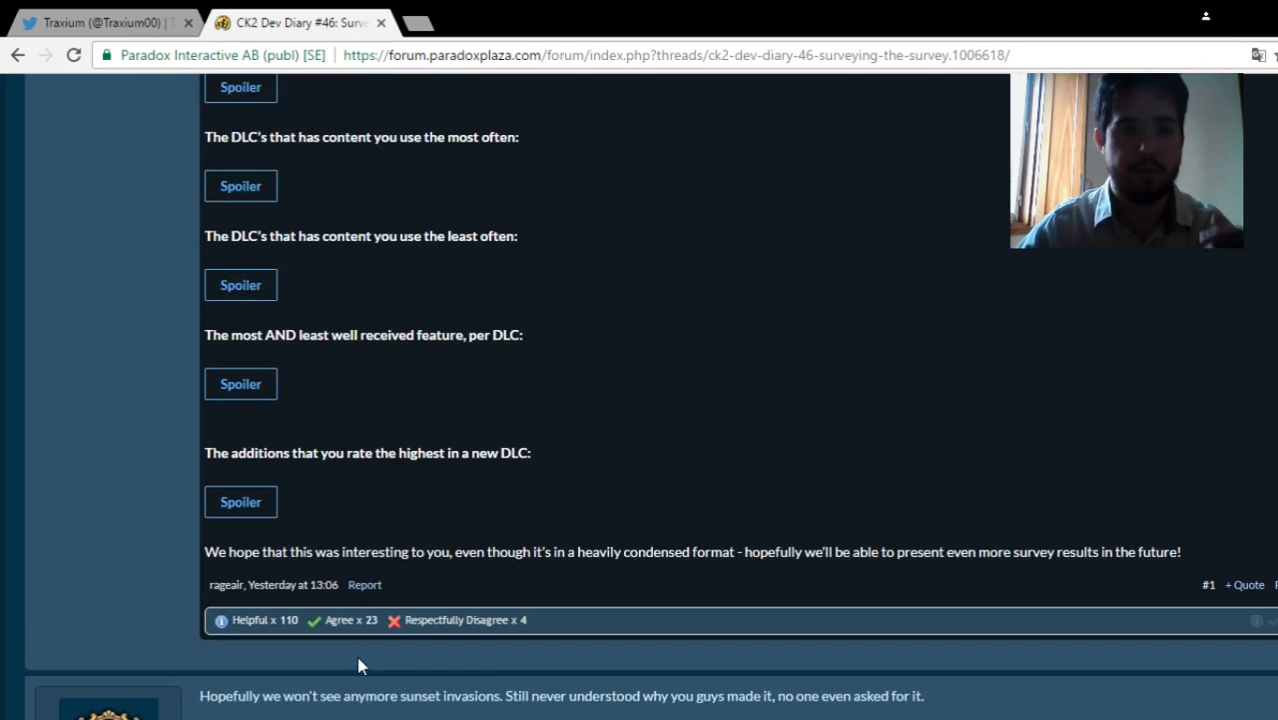 Traxium (@Traxium00) | T
CK2 Dev Diary #46: Surve
Paradox Interactive AB (publ) [SE]
https://forum.paradoxplaza.com/forum/index.php?threads/ck2-dev-diary-46-surveying-the-survey.1006618/
Spoiler
The DLC's that has content you use the most often:
Spoiler
The DLC's that has content you use the least often:
Spoiler
The most AND least well received feature, per DLC:
Spoiler
The additions that you rate the highest in a new DLC:
Spoiler
We hope that this was interesting to you, even though it's in a heavily condensed format - hopefully we'll be able to present even more survey results in the future!
rageair, Yesterday at 13:06 Report
#1 + Quote
Helpful x 110 Agree x 23 Respectfully Disagree x 4
Hopefully we won't see anymore sunset invasions. Still never understood why you guys made it, no one even asked for it.